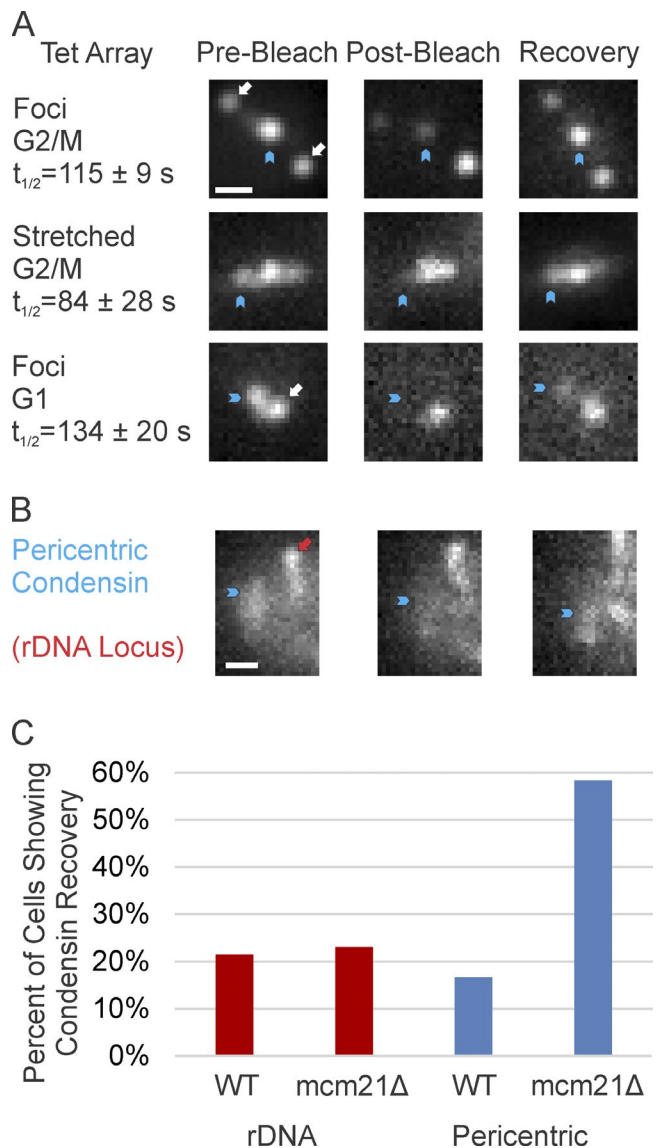 A
Tet Array
Pre-Bleach Post-Bleach Recovery
Foci
G2/M
t1/2=115 ± 9 s
Stretched
G2/M
t1/2=84 ± 28 s
Foci
G1
t1/2=134 ± 20 s
B
Pericentric
Condensin
(rDNA Locus)
C
Percent of Cells Showing
Condensin Recovery
60%
50%
40%
30%
20%
10%
0%
WT mcm21Δ WT mcm21Δ
rDNA Pericentric